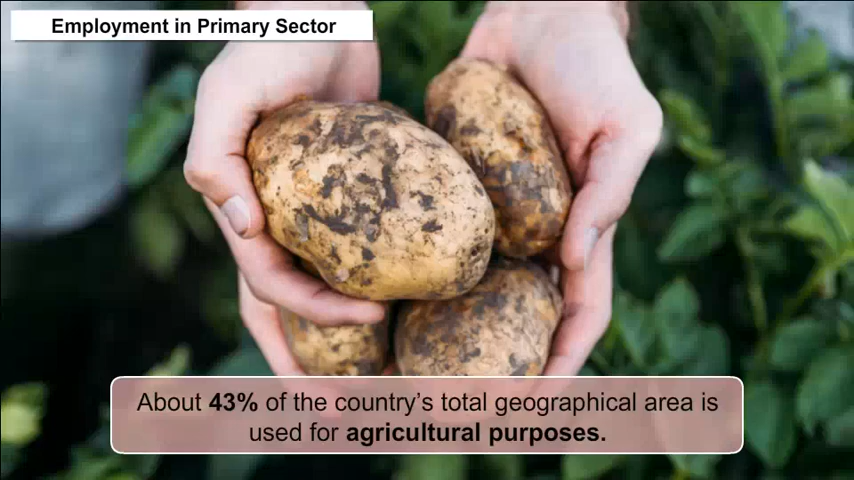 Employment in Primary Sector
About 43% of the country’s total geographical area is
used for agricultural purposes.